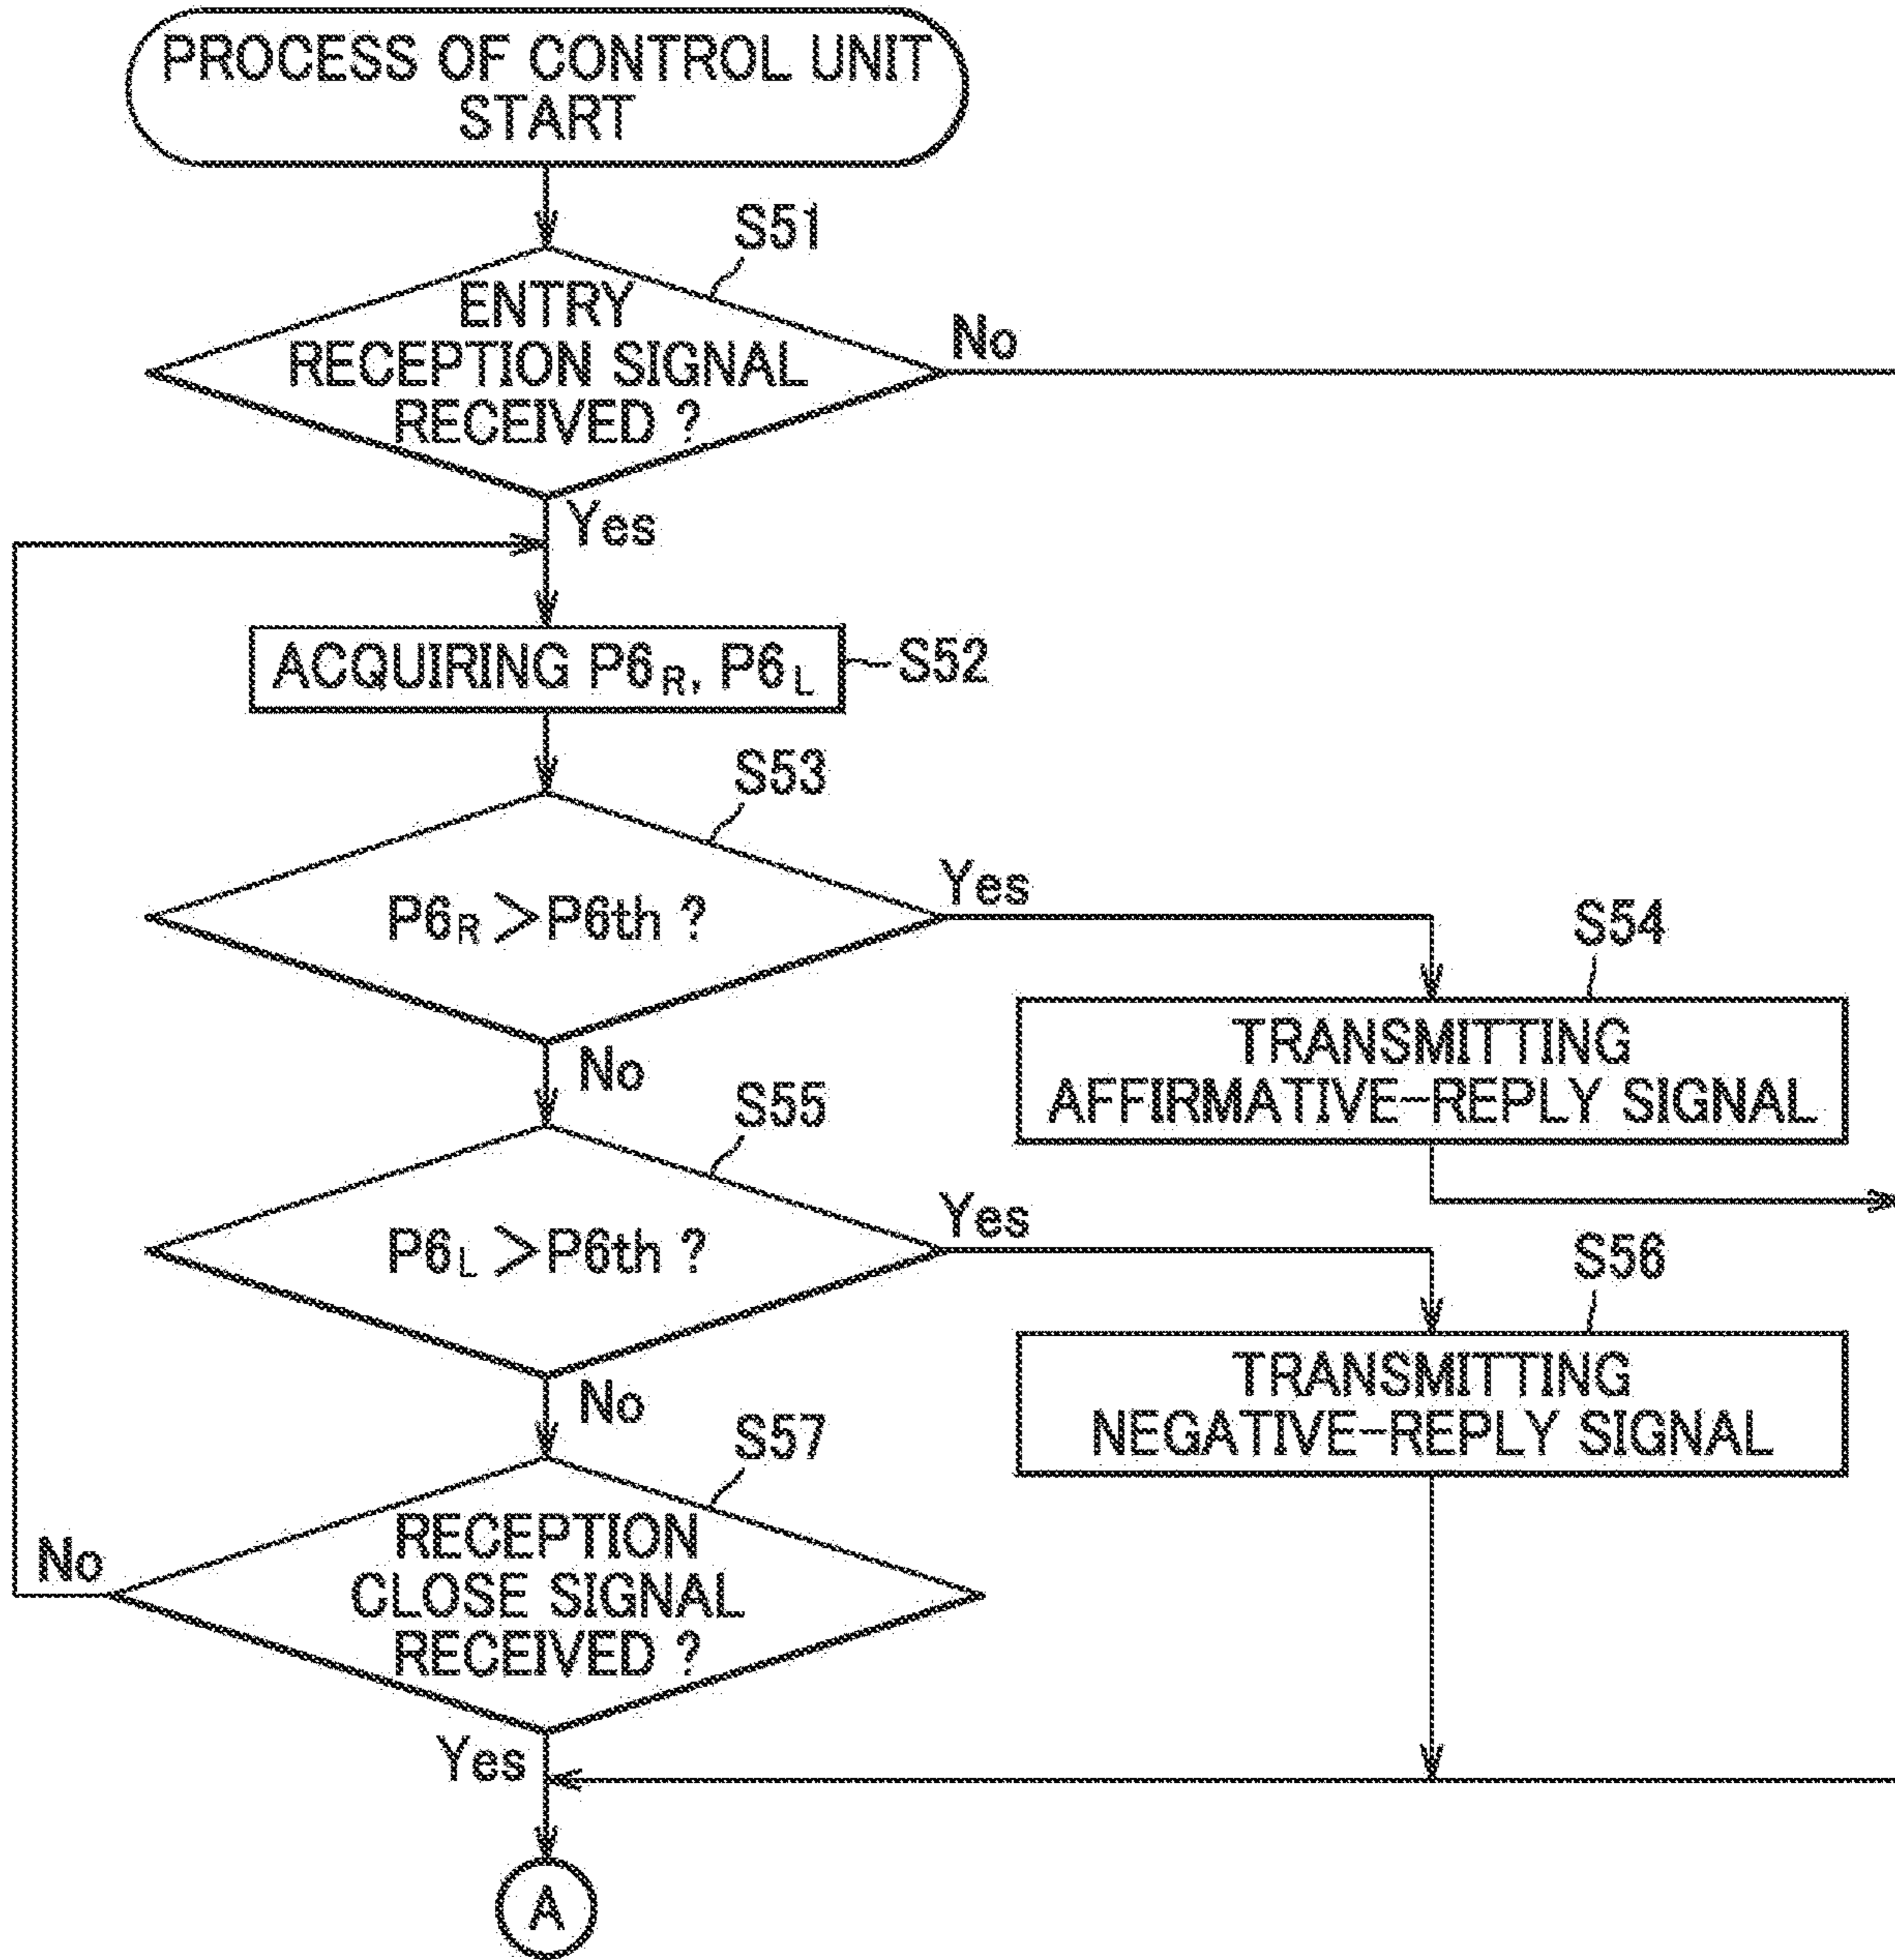 PROCESS OF CONTROL UNIT
START
S51
ENTRY
RECEPTION SIGNAL
RECEIVED ?
No
Yes
ACQUIRING P6R, P6L
S52
S53
P6R > P6th ?
Yes
No
S54
TRANSMITTING
AFFIRMATIVE-REPLY SIGNAL
S55
P6L > P6th ?
Yes
No
S56
TRANSMITTING
NEGATIVE-REPLY SIGNAL
S57
RECEPTION
CLOSE SIGNAL
RECEIVED ?
No
Yes
A